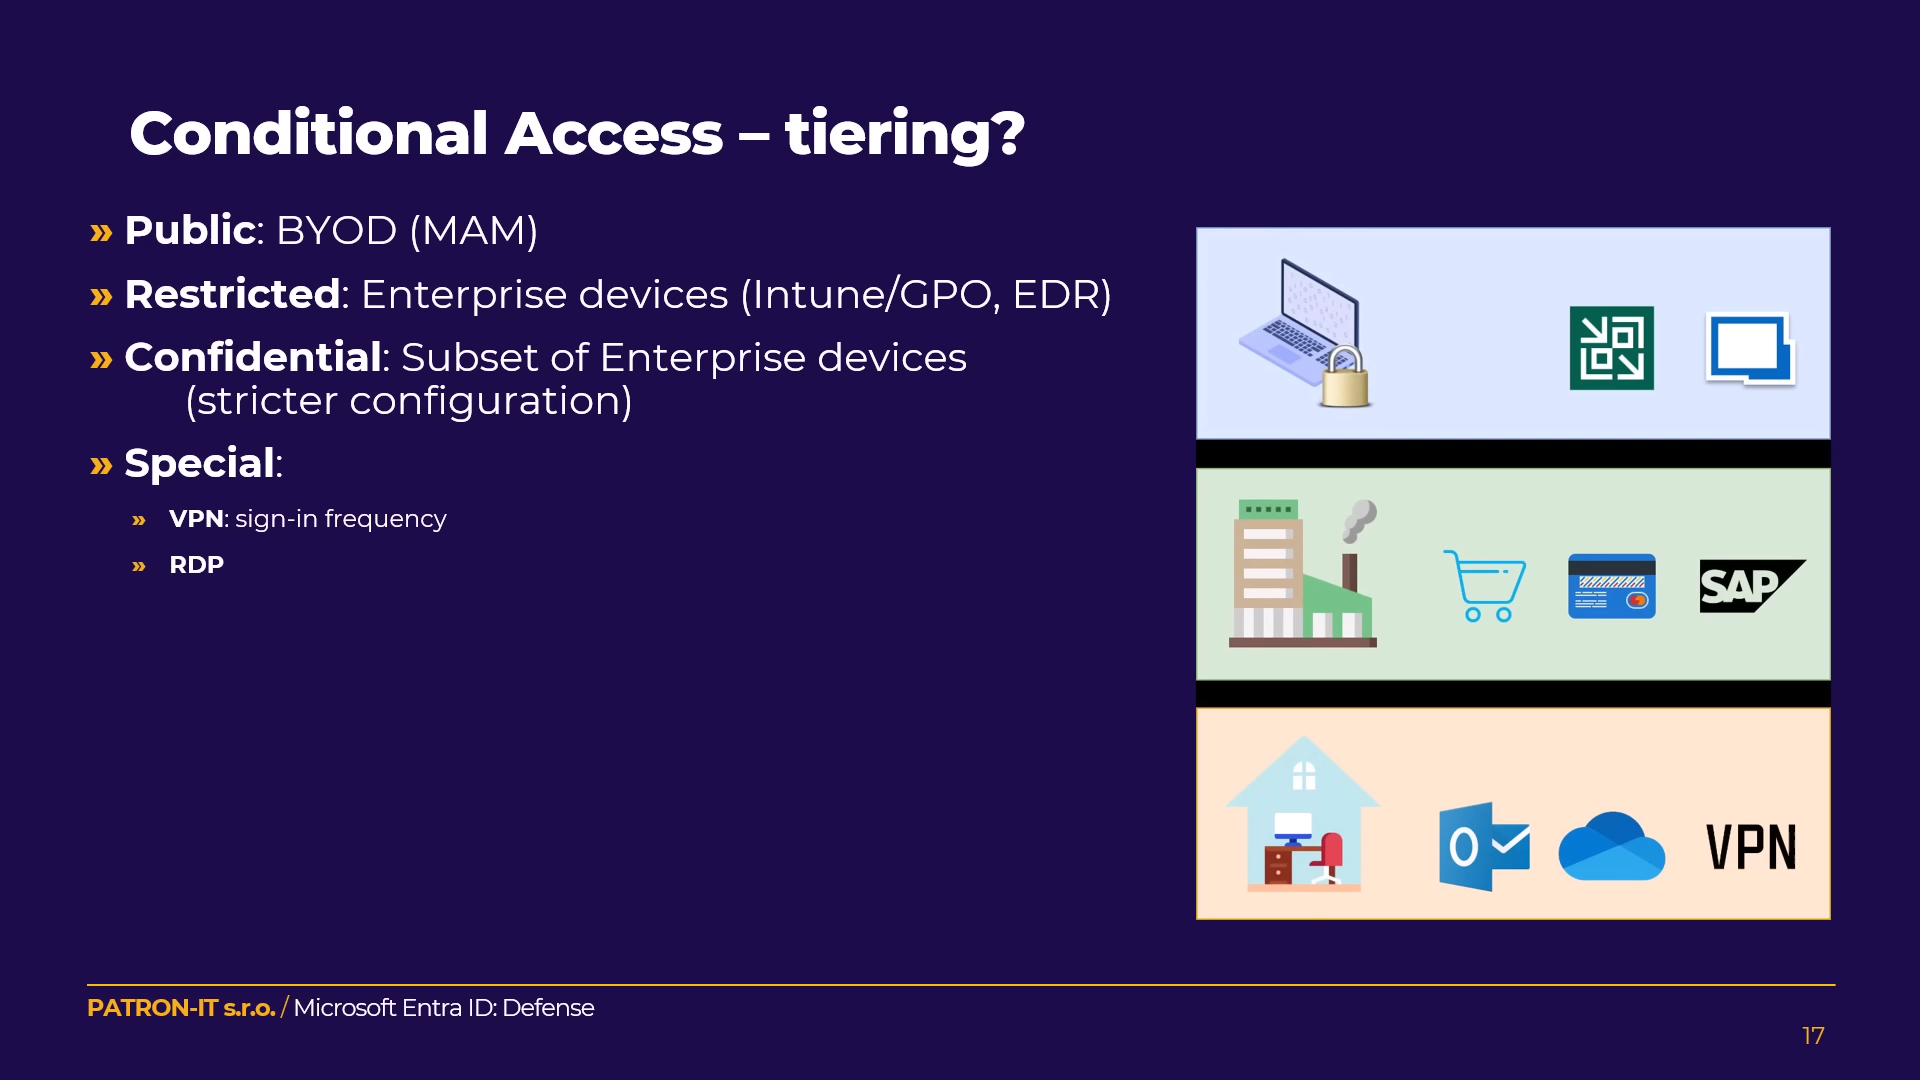 Conditional Access – tiering?
» Public: BYOD (MAM)
» Restricted: Enterprise devices (Intune/GPO, EDR)
» Confidential: Subset of Enterprise devices
(stricter configuration)
» Special:
» VPN: sign-in frequency
» RDP
SAP
O
VPN
PATRON-IT s.r.o. / Microsoft Entra ID: Defense
17